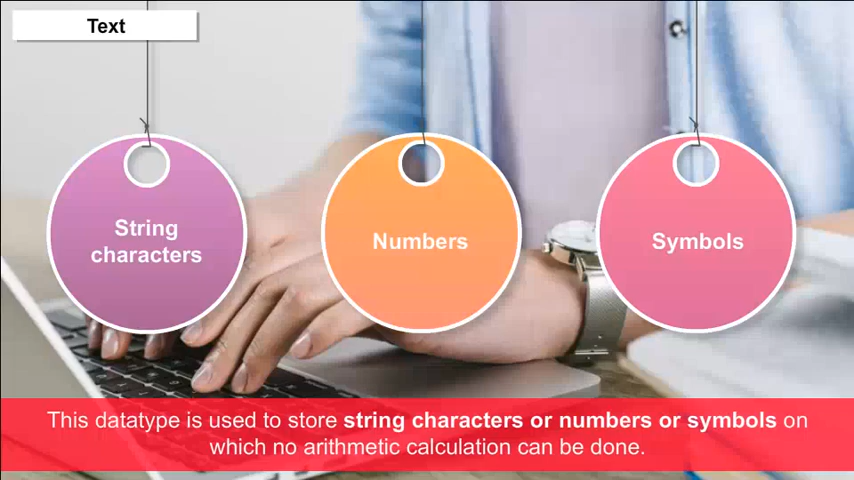 Text
String
characters
Numbers
Symbols
This datatype is used to store string characters or numbers or symbols on
which no arithmetic calculation can be done.